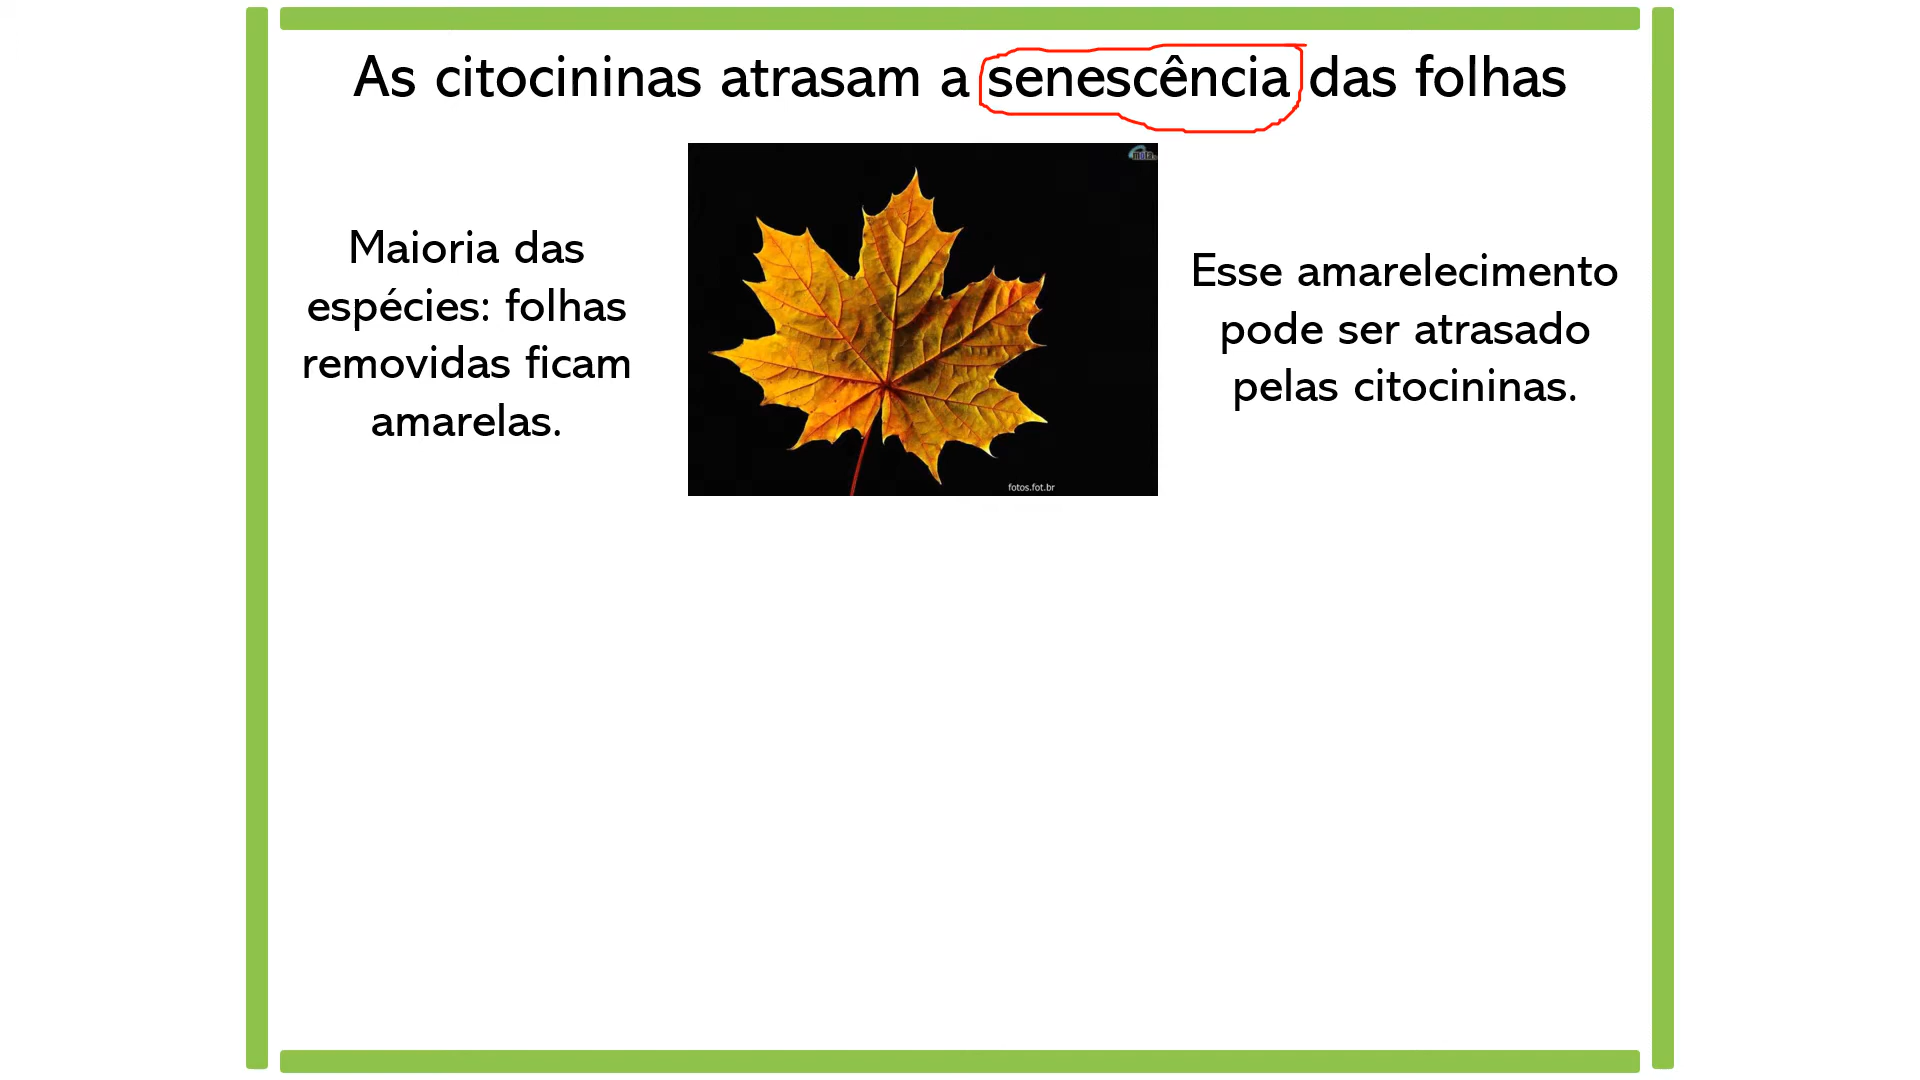 As citocininas atrasam a senescência das folhas
Maioria das
espécies: folhas
removidas ficam
amarelas.
fotos.fot.br
Esse amarelecimento
pode ser atrasado
pelas citocininas.